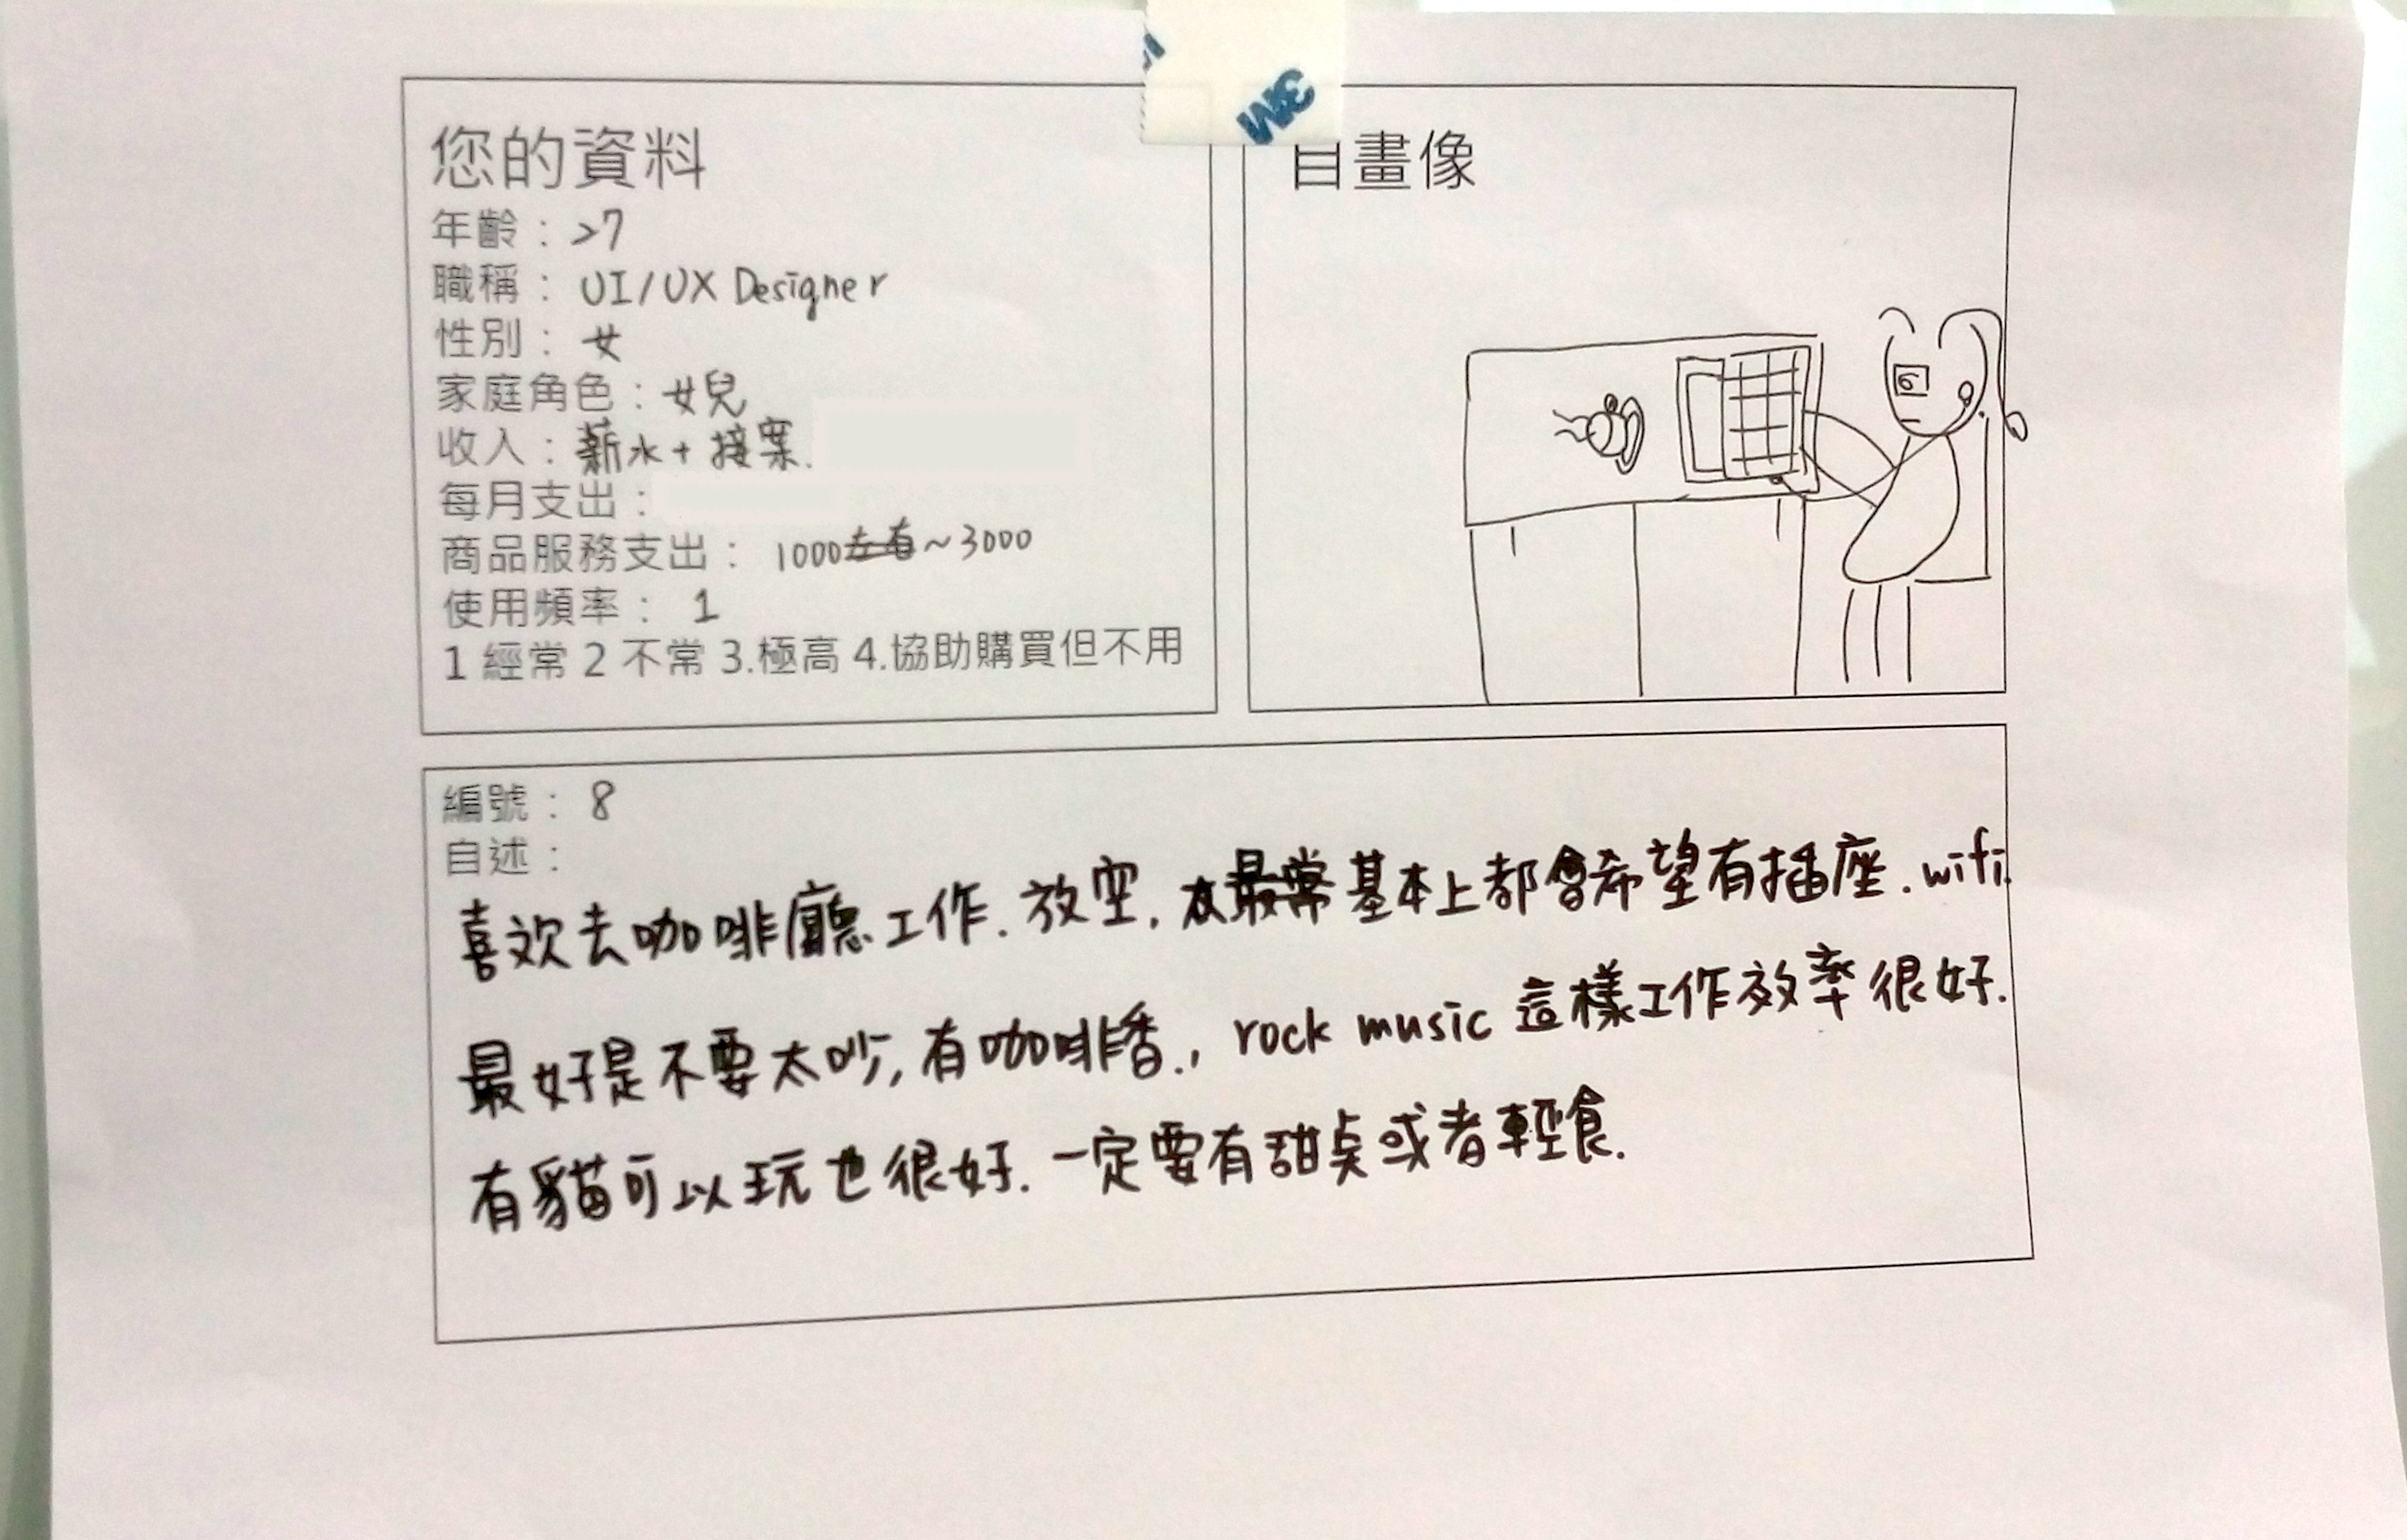 3M
您的資料
年齡：27
職稱：UI/UX Designer
性別：女
家庭角色：女兒
收入：薪水+接案.
每月支出：
商品服務支出：1000左右~3000
使用頻率：1
1 經常 2 不常 3.極高 4.協助購買但不用
自畫像
編號：8
自述：
喜欢去咖啡廳工作.放空,最常基本上都會希望有插座.wifi.
最好是不要太吵,有咖啡香., rock music 這樣工作效率很好.
有貓可以玩也很好.一定要有甜点或者輕食.